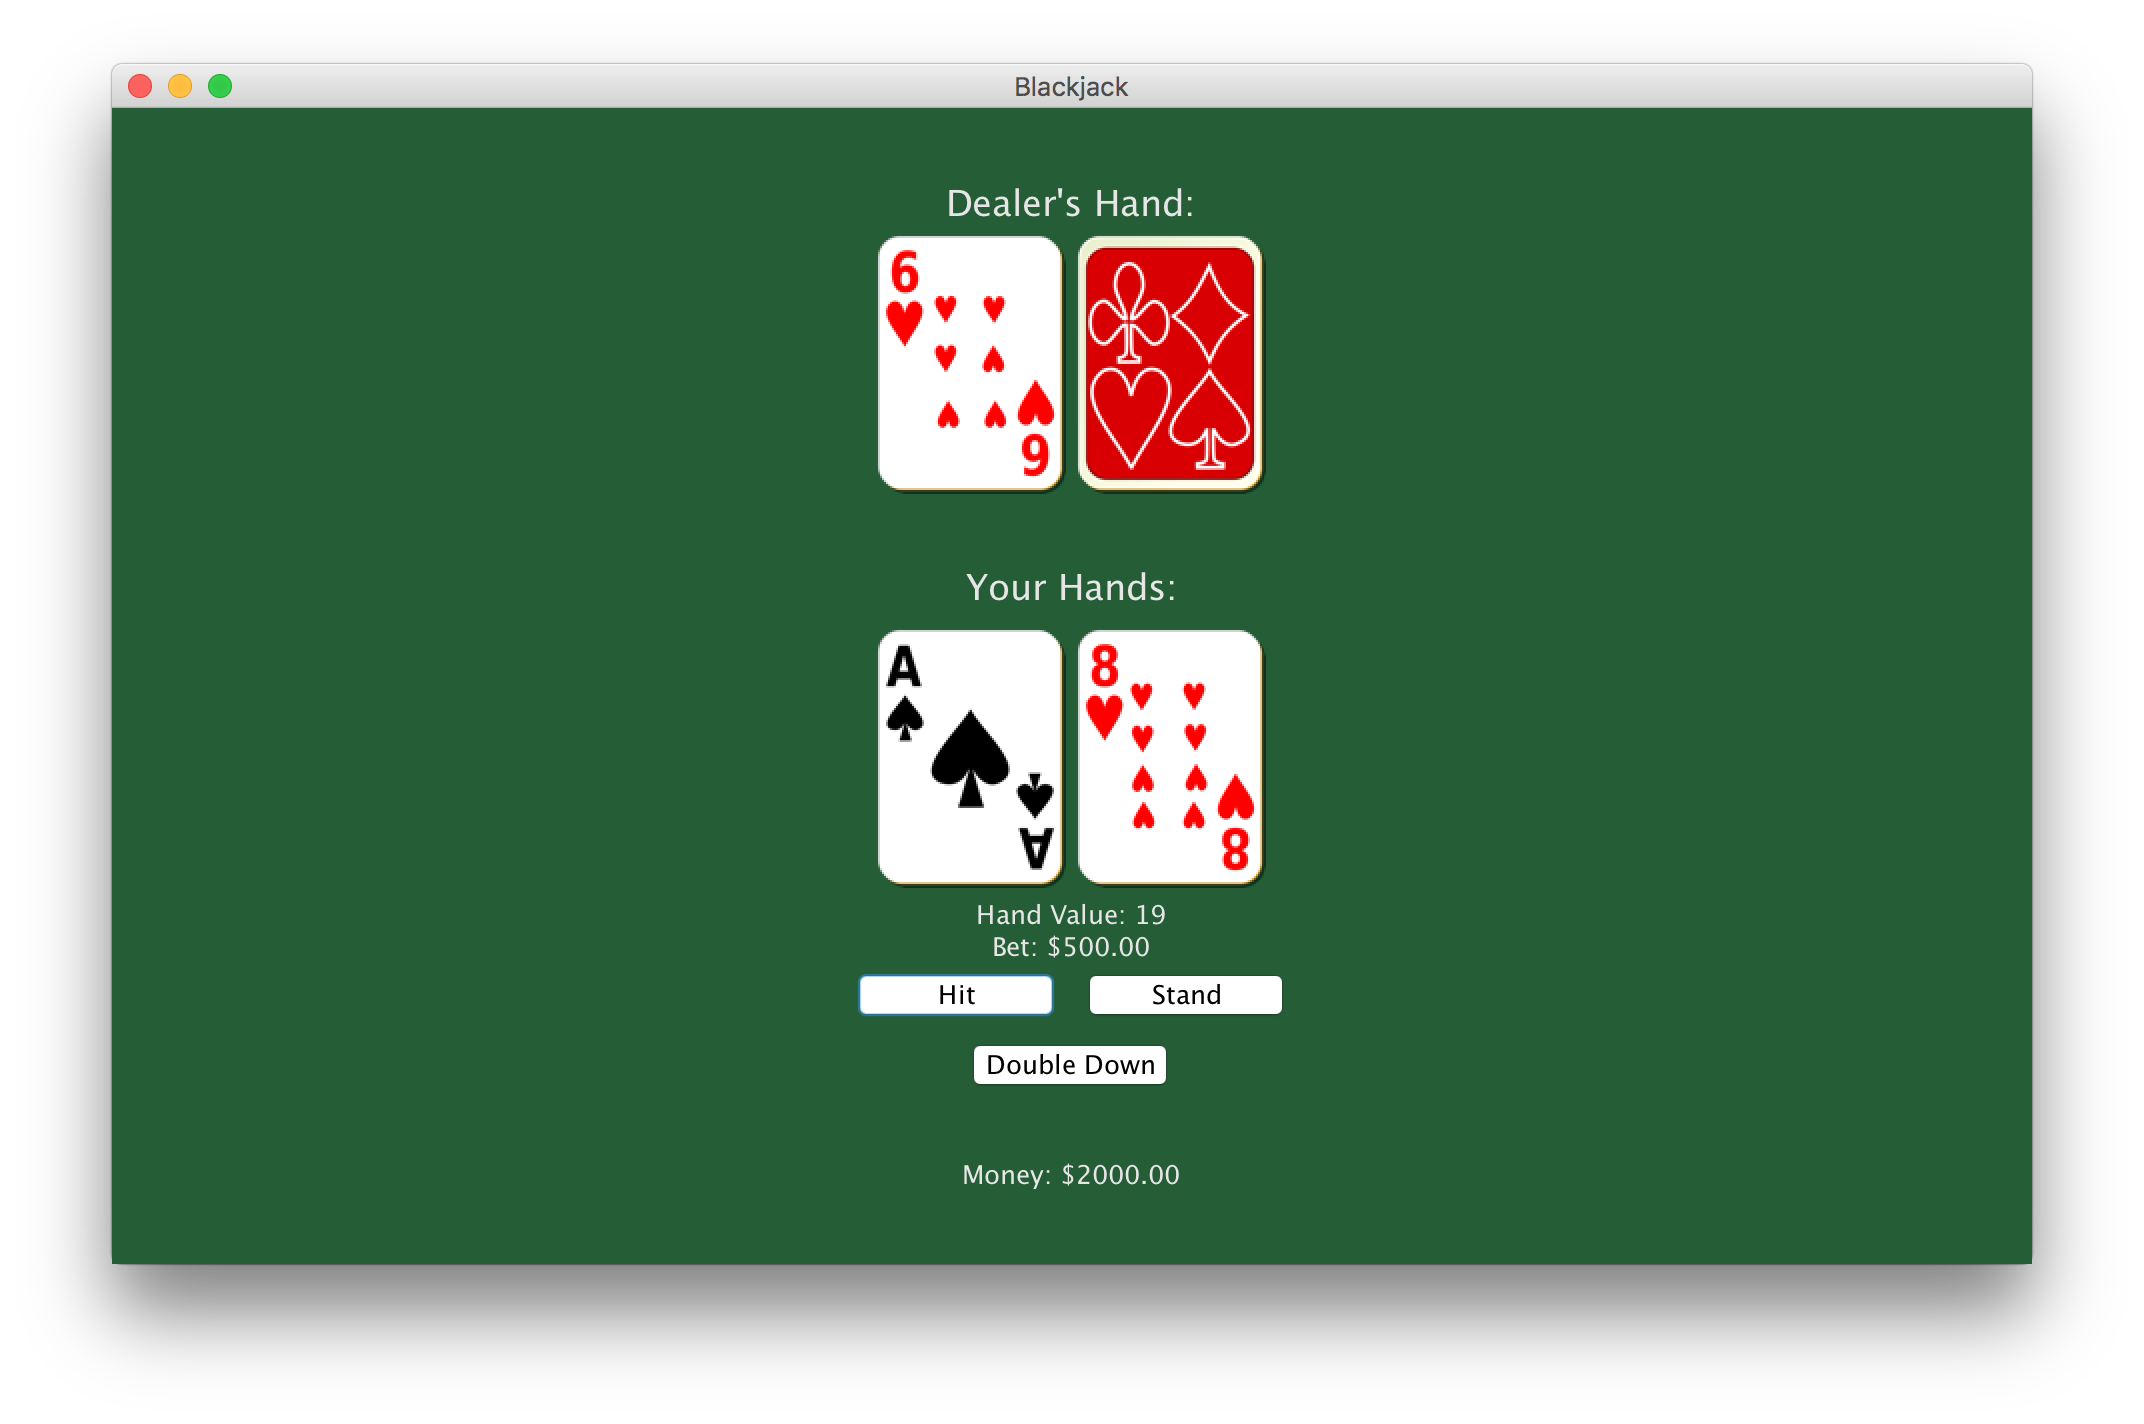 Blackjack
Dealer's Hand:
6
6
Your Hands:
A
8
A
8
Hand Value: 19
Bet: $500.00
Hit Stand
Double Down
Money: $2000.00